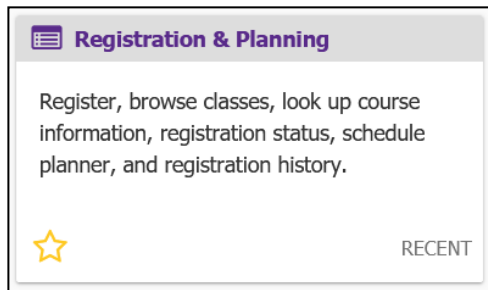 Registration & Planning
Register, browse classes, look up course
information, registration status, schedule
planner, and registration history.
RECENT